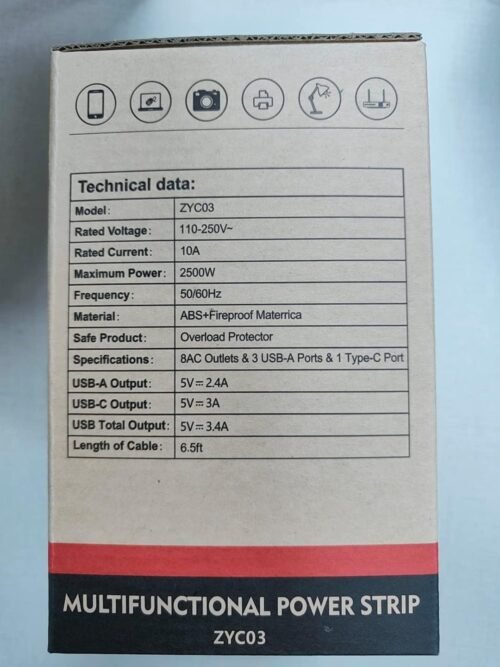 Technical data:
Model: ZYC03
Rated Voltage: 110-250V~
Rated Current: 10A
Maximum Power: 2500W
Frequency: 50/60Hz
Material: ABS+Fireproof Materrica
Safe Product: Overload Protector
Specifications: 8AC Outlets & 3 USB-A Ports & 1 Type-C Port
USB-A Output: 5V⎓2.4A
USB-C Output: 5V⎓3A
USB Total Output: 5V⎓3.4A
Length of Cable: 6.5ft
MULTIFUNCTIONAL POWER STRIP
ZYC03